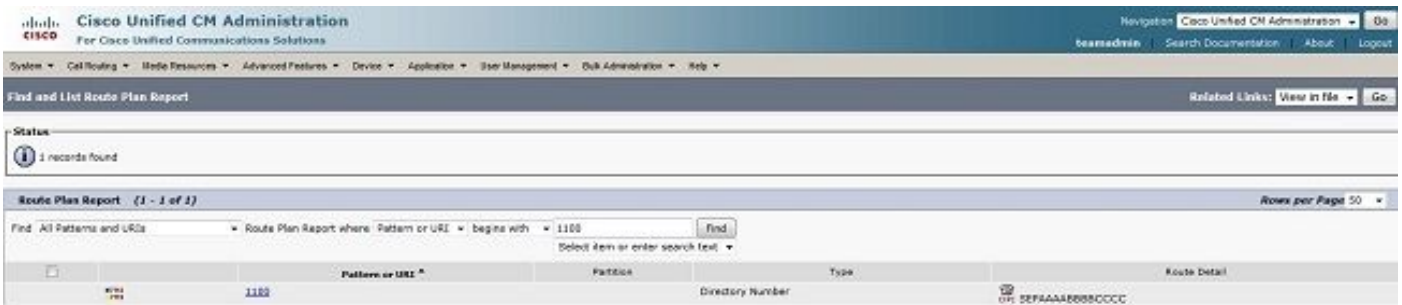 Cisco Unified CM Administration
For Cisco Unified Communications Solutions
CISCO
Navigation Cisco Unified CM Administration Go
teamadmin Search Documentation About Logout
System Call Routing Media Resources Advanced Features Device Application User Management Bulk Administration Help
Find and List Route Plan Report
Related Links: View in file Go
Status
1 records found
Route Plan Report (1 - 1 of 1)
Rows per Page 50
Find All Patterns and URIs Route Plan Report where Pattern or URI begins with 1100 Find
Select item or enter search text
Pattern or URI Partition Type Route Detail
1100 Directory Number SEPAAAABBBBCCCC